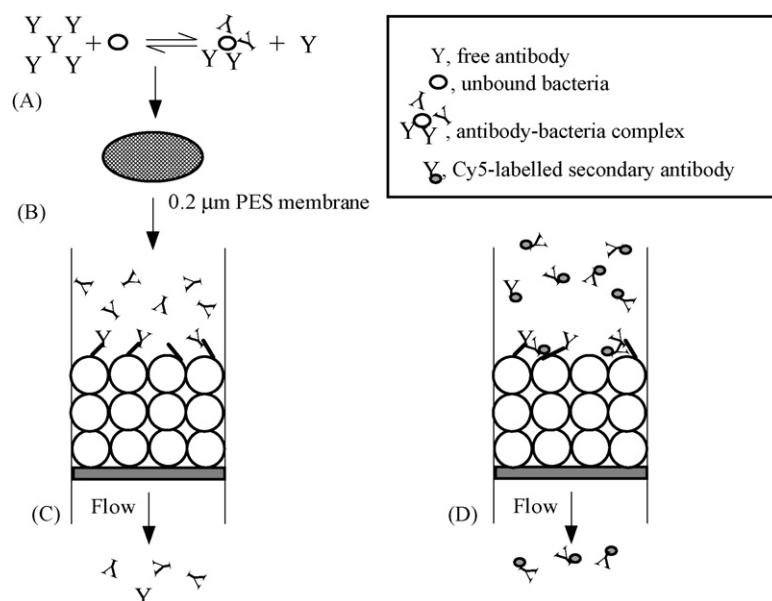 Y Y
Y + ⇌ Y Y Y Y + Y
Y Y
(A)
(B)
0.2 μm PES membrane
Y, free antibody
, unbound bacteria
, antibody-bacteria complex
Y, Cy5-labelled secondary antibody
(C)
Flow
(D)
Flow